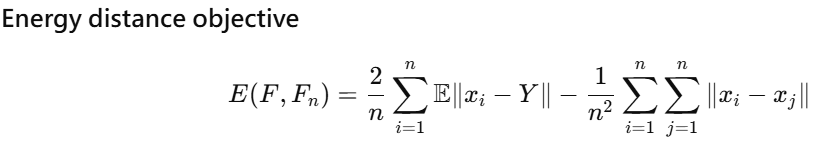 Energy distance objective
E(F, F_n) = \frac{2}{n} \sum_{i=1}^{n} \mathbb{E}\|x_i - Y\| - \frac{1}{n^2} \sum_{i=1}^{n} \sum_{j=1}^{n} \|x_i - x_j\|